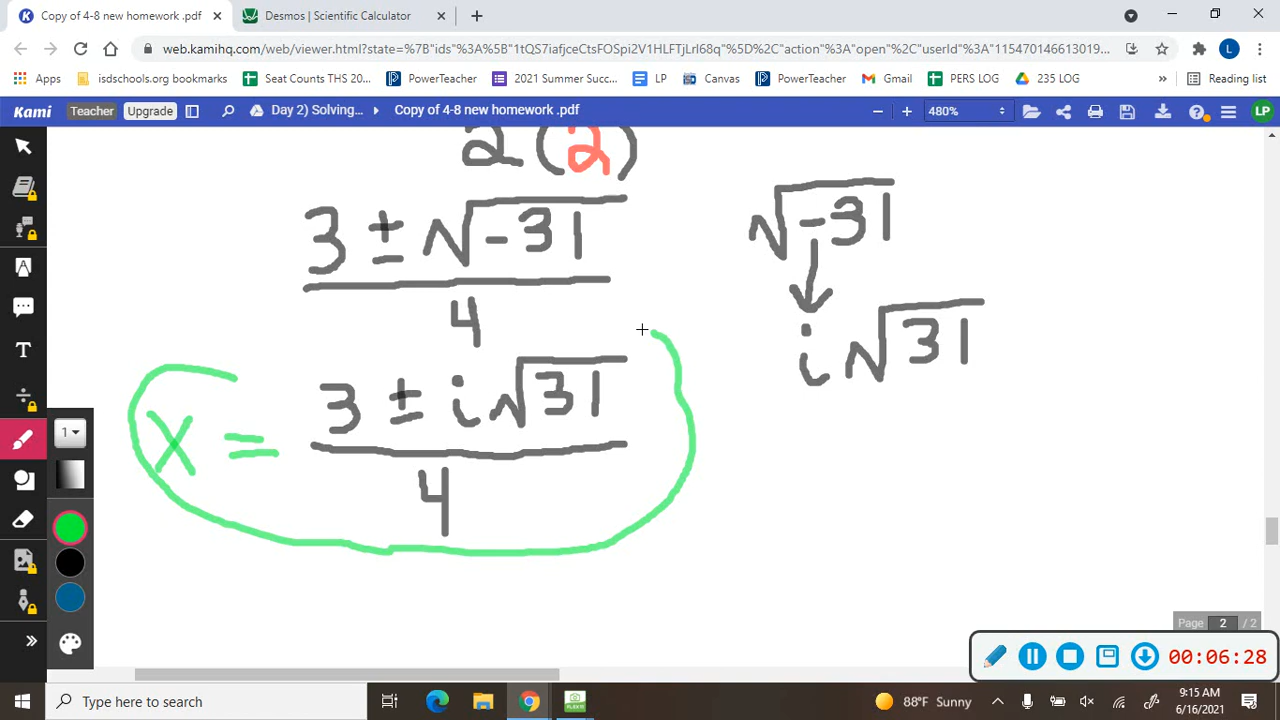 Copy of 4-8 new homework .pdf
Desmos | Scientific Calculator
web.kamihq.com/web/viewer.html?state=%7B"ids"%3A%5B"1tQS7iafjceCtsFOSpi2V1HLFTjLrI68q"%5D%2C"action"%3A"open"%2C"userId"%3A"115470146613019...
Apps
isdschools.org bookmarks
Seat Counts THS 20...
PowerTeacher
2021 Summer Succ...
LP
Canvas
PowerTeacher
Gmail
PERS LOG
235 LOG
»
Reading list
Kami Teacher Upgrade
Day 2) Solving...
Copy of 4-8 new homework .pdf
480%
LP
2(2)
3 ± √-31
4
√-31
i√31
x = 3 ± i√31
4
1
Page 2 / 2
00:06:28
Type here to search
88°F Sunny
9:15 AM
6/16/2021